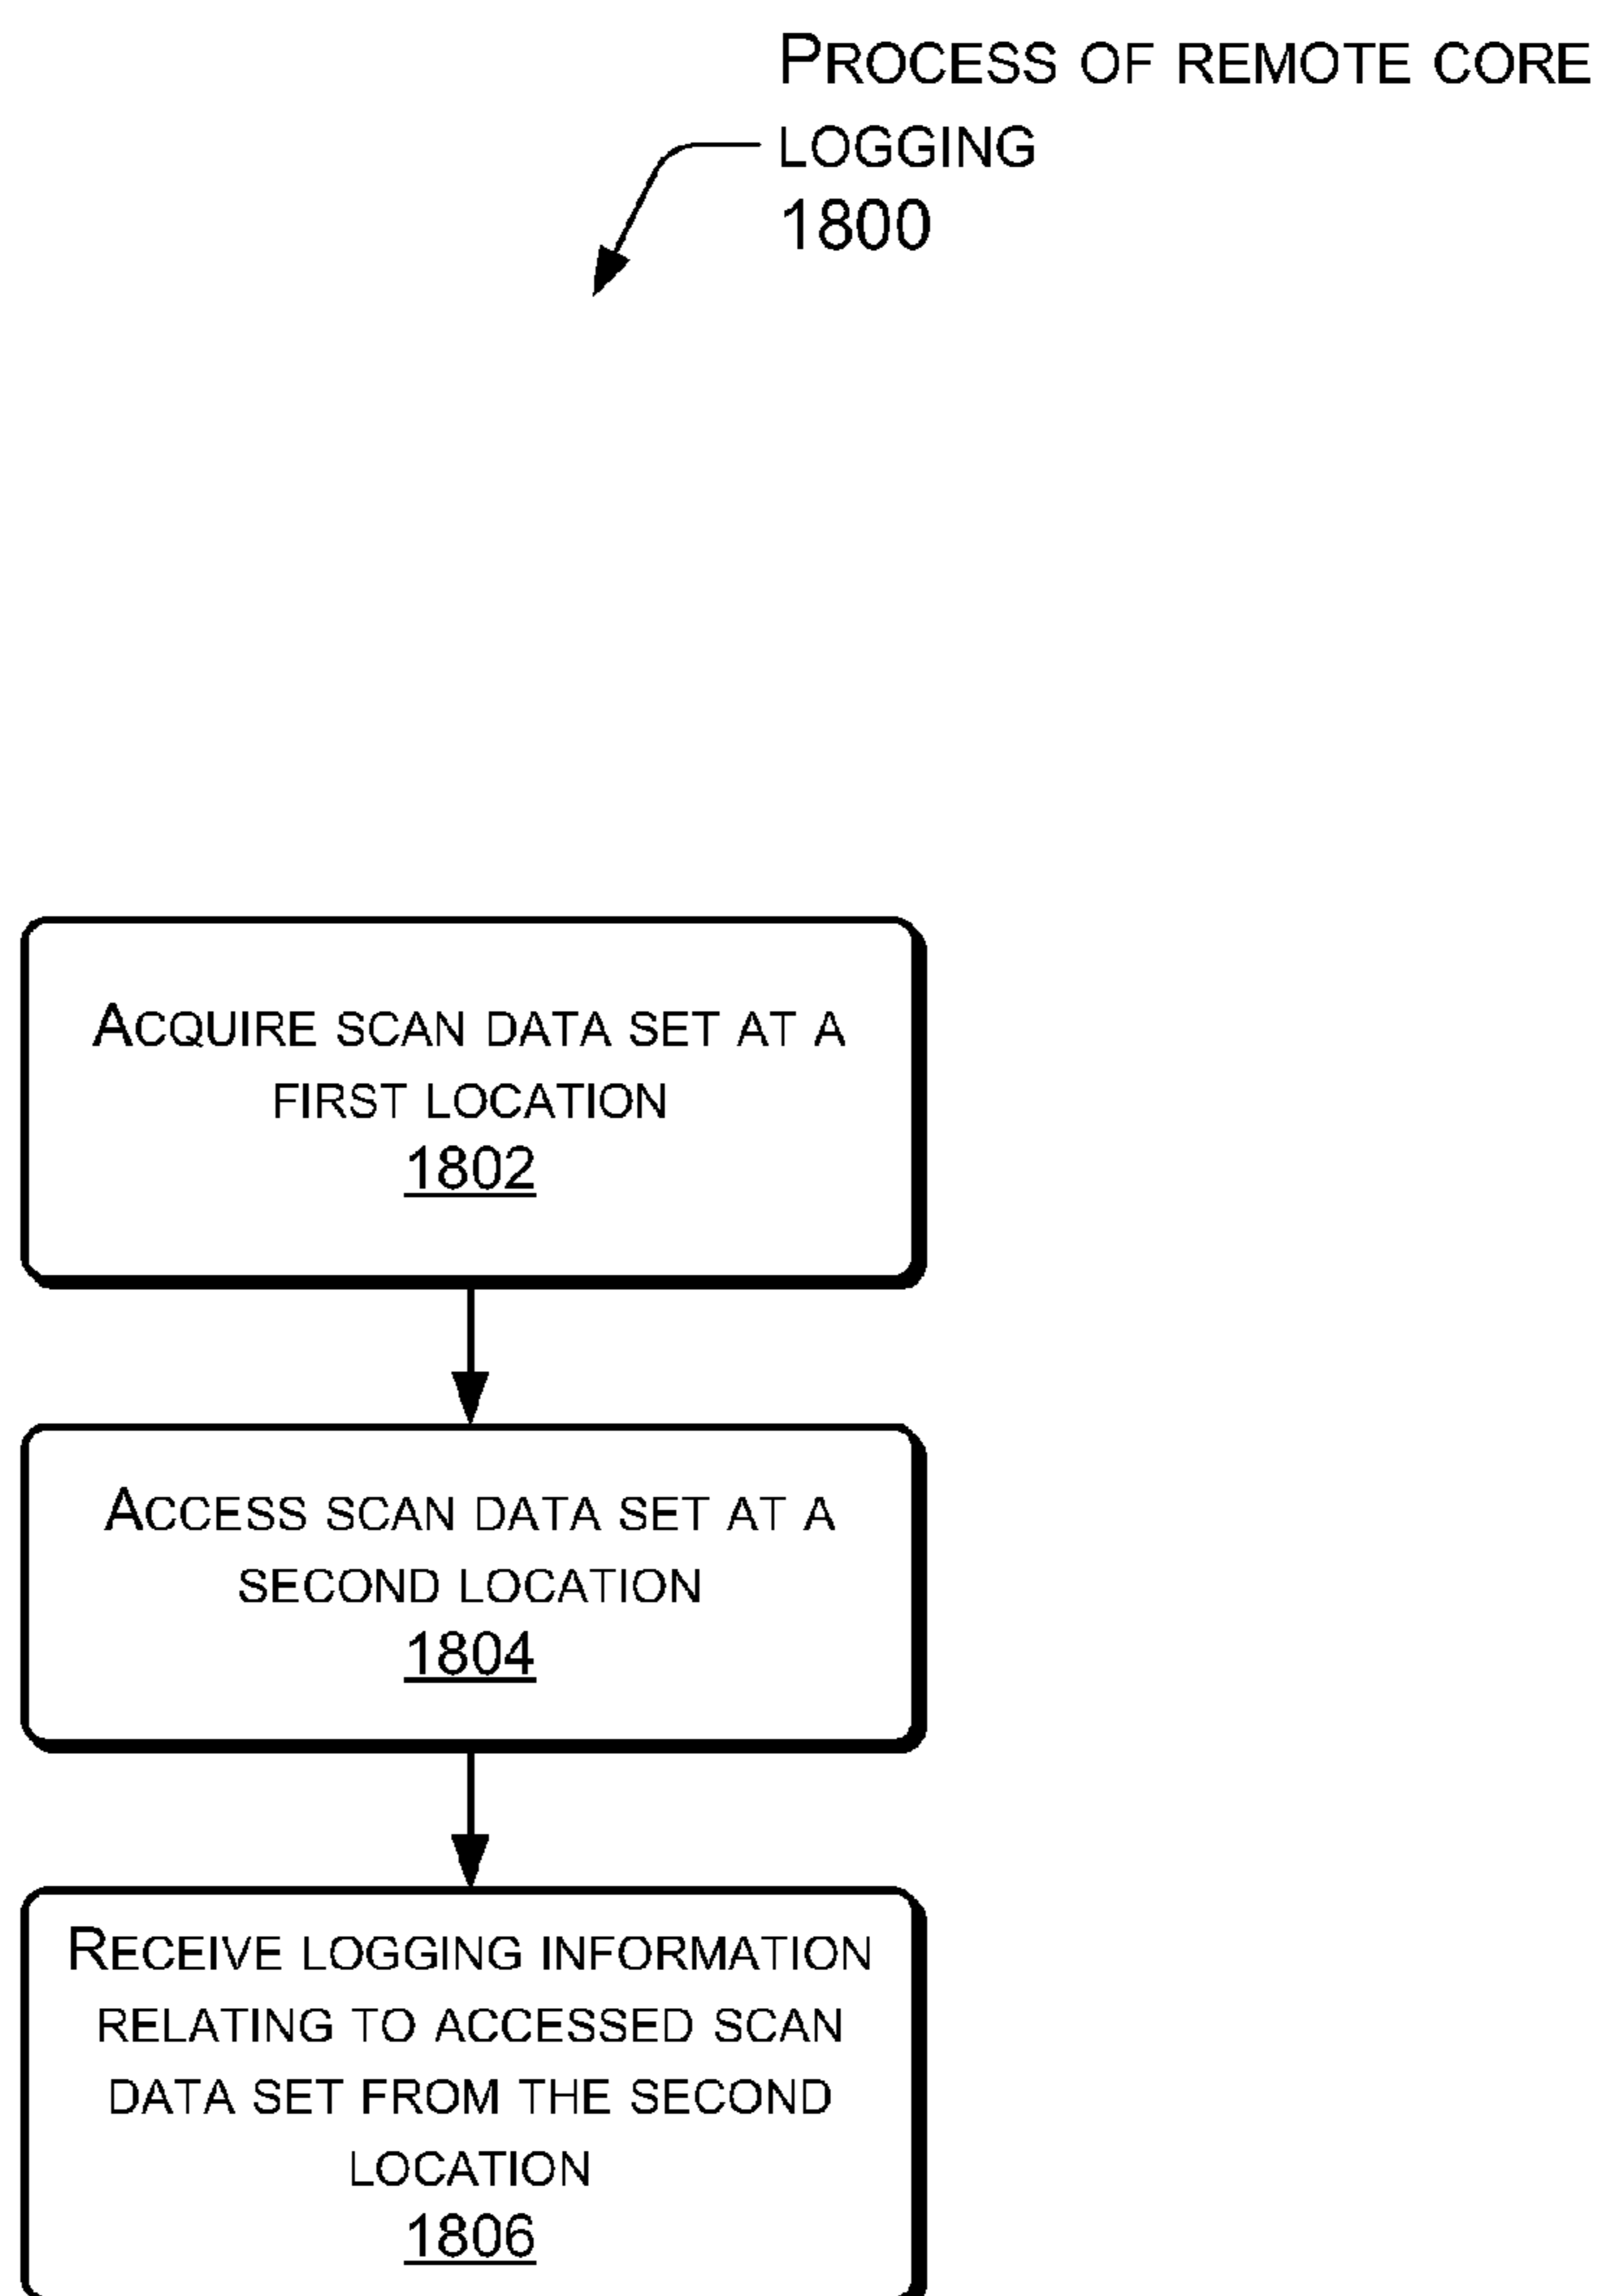 PROCESS OF REMOTE CORE
LOGGING
1800
ACQUIRE SCAN DATA SET AT A
FIRST LOCATION
1802
ACCESS SCAN DATA SET AT A
SECOND LOCATION
1804
RECEIVE LOGGING INFORMATION
RELATING TO ACCESSED SCAN
DATA SET FROM THE SECOND
LOCATION
1806